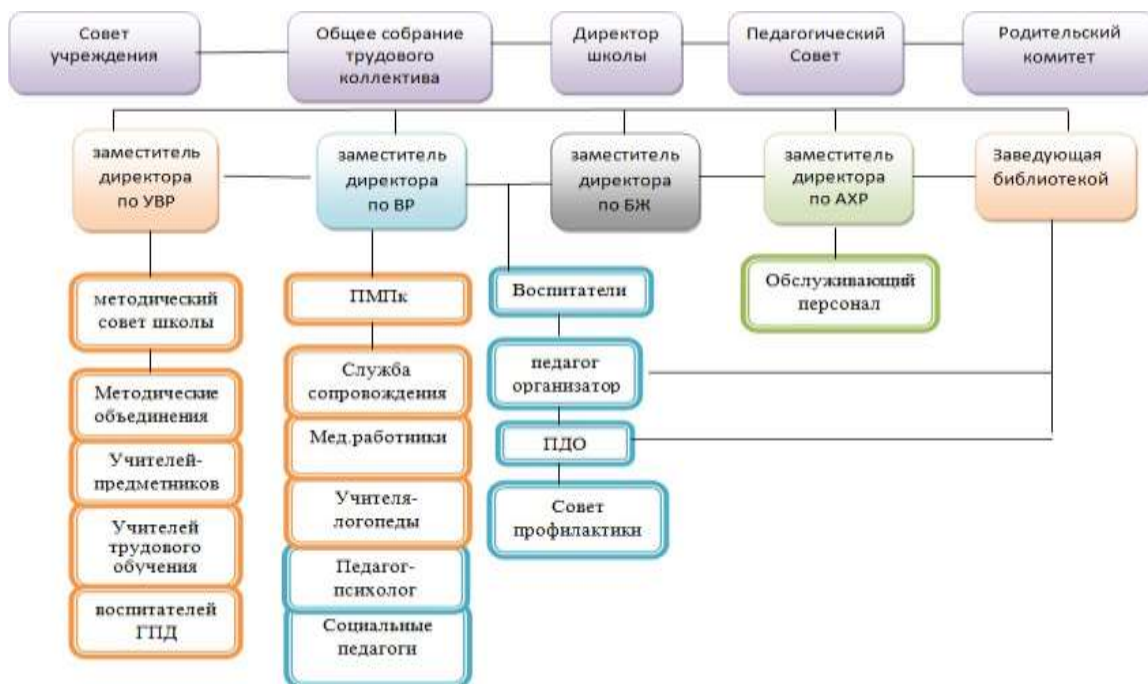 Совет
учреждения
Общее собрание
трудового
коллектива
Директор
школы
Педагогический
Совет
Родительский
комитет
заместитель
директора
по УВР
заместитель
директора
по ВР
заместитель
директора
по БЖ
заместитель
директора
по АХР
Заведующая
библиотекой
методический
совет школы
Методические
объединения
Учителей-
предметников
Учителей
трудового
обучения
воспитателей
ГПД
ПМПк
Служба
сопровождения
Мед.работники
Учителя-
логопеды
Педагог-
психолог
Социальные
педагоги
Воспитатели
педагог
организатор
ПДО
Совет
профилактики
Обслуживающий
персонал